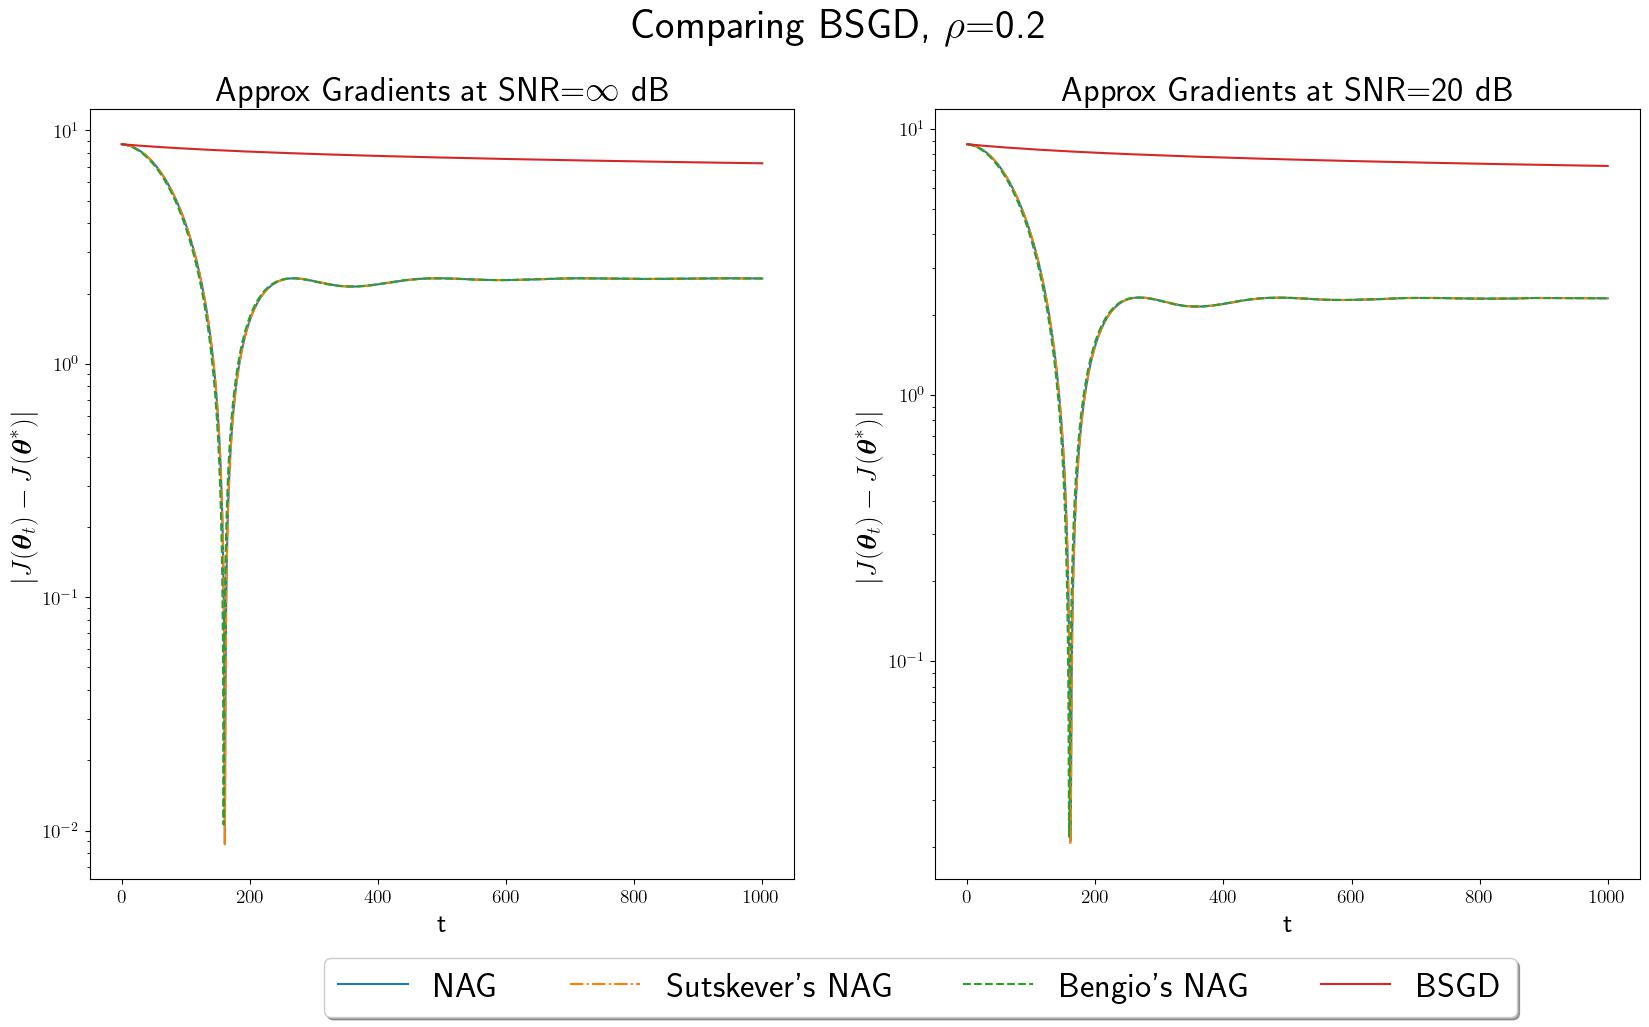 Comparing BSGD, ρ=0.2
Approx Gradients at SNR=∞ dB
|J(θ_t) − J(θ*)|
10^1
10^0
10^−1
10^−2
0 200 400 600 800 1000
t
Approx Gradients at SNR=20 dB
|J(θ_t) − J(θ*)|
10^1
10^0
10^−1
0 200 400 600 800 1000
t
NAG Sutskever's NAG Bengio's NAG BSGD